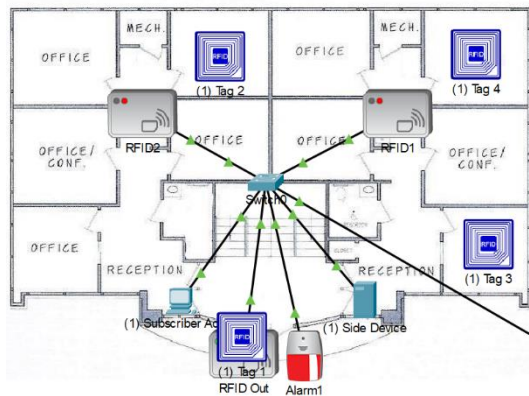 MECH.
MECH.
OFFICE
RFID
OFFICE
RFID
(1) Tag 2
(1) Tag 4
RFID2
OFFICE
OFFICE
RFID1
OFFICE/
CONF.
OFFICE/
CONF.
Switch0
OFFICE
RFID
RECEPTION
RECEPTION
(1) Tag 3
(1) Subscriber Ac
(1) Side Device
RFID
(1) Tag 1
RFID Out
Alarm1